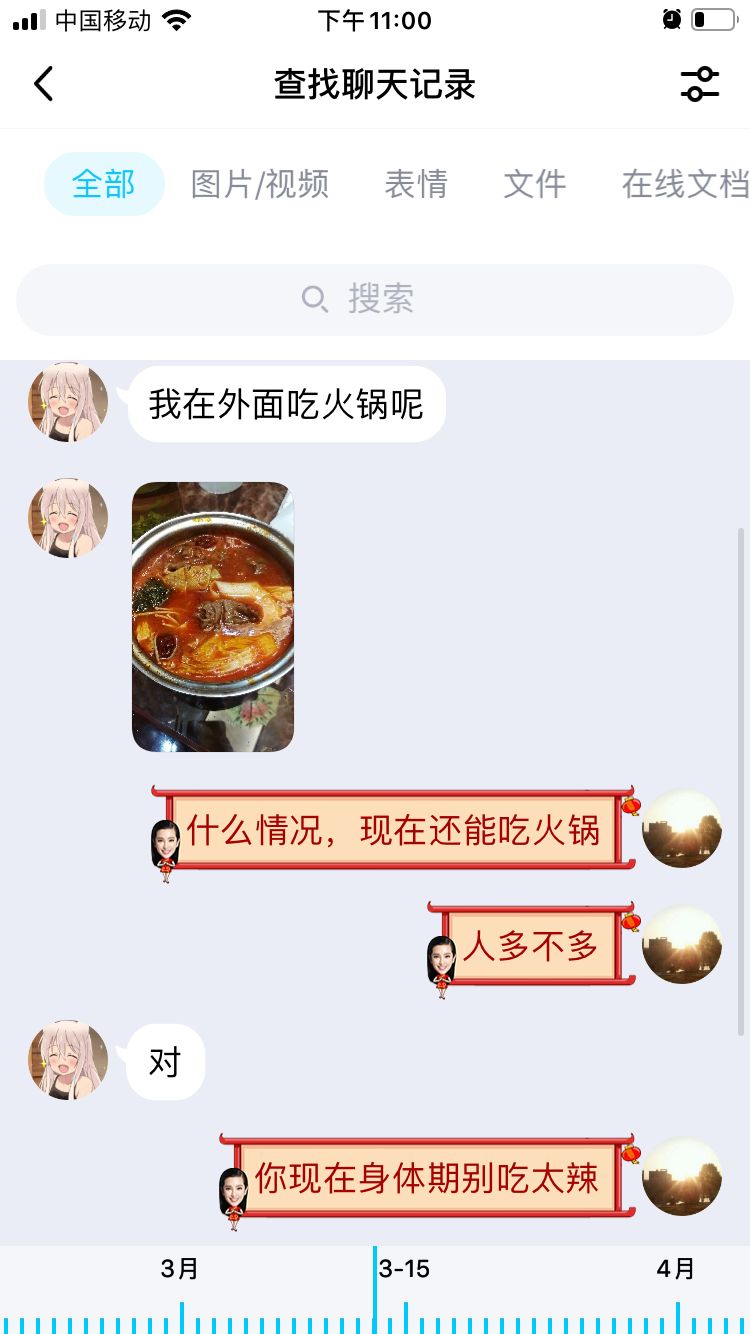 中国移动
下午11:00
查找聊天记录
全部
图片/视频
表情
文件
在线文档
搜索
我在外面吃火锅呢
什么情况，现在还能吃火锅
人多不多
对
你现在身体期别吃太辣
3月
3-15
4月